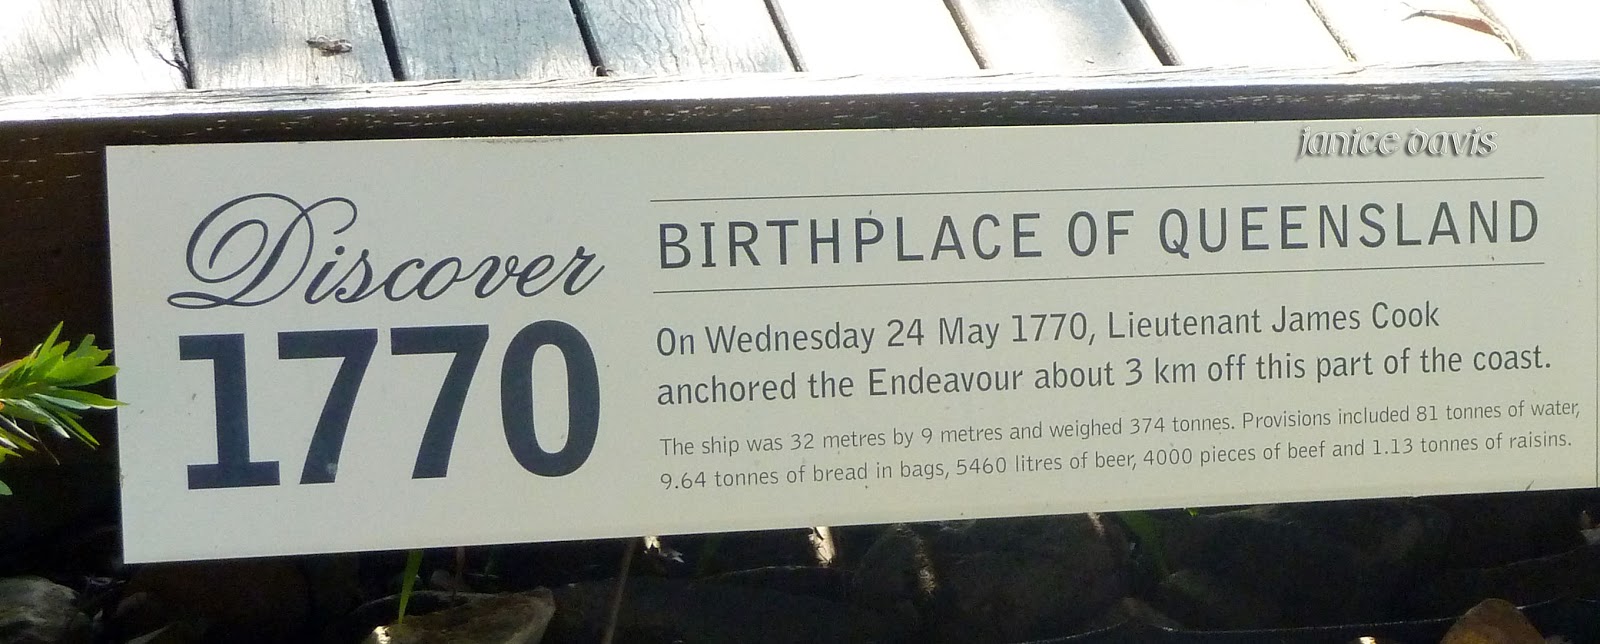 Janice Davis
Discover
1770
BIRTHPLACE OF QUEENSLAND
On Wednesday 24 May 1770, Lieutenant James Cook
anchored the Endeavour about 3 km off this part of the coast.
The ship was 32 metres by 9 metres and weighed 374 tonnes. Provisions included 81 tonnes of water,
9.64 tonnes of bread in bags, 5460 litres of beer, 4000 pieces of beef and 1.13 tonnes of raisins.